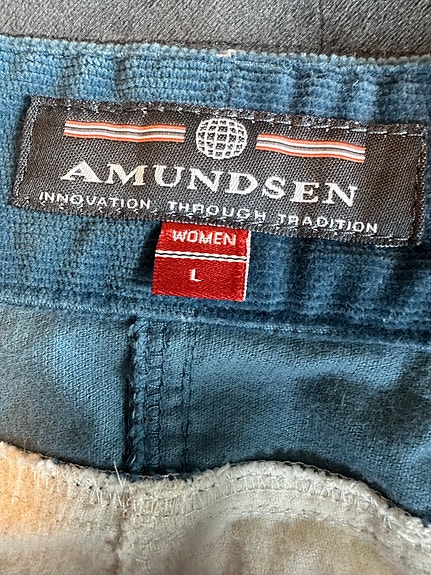 AMUNDSEN
INNOVATION THROUGH TRADITION
WOMEN
L